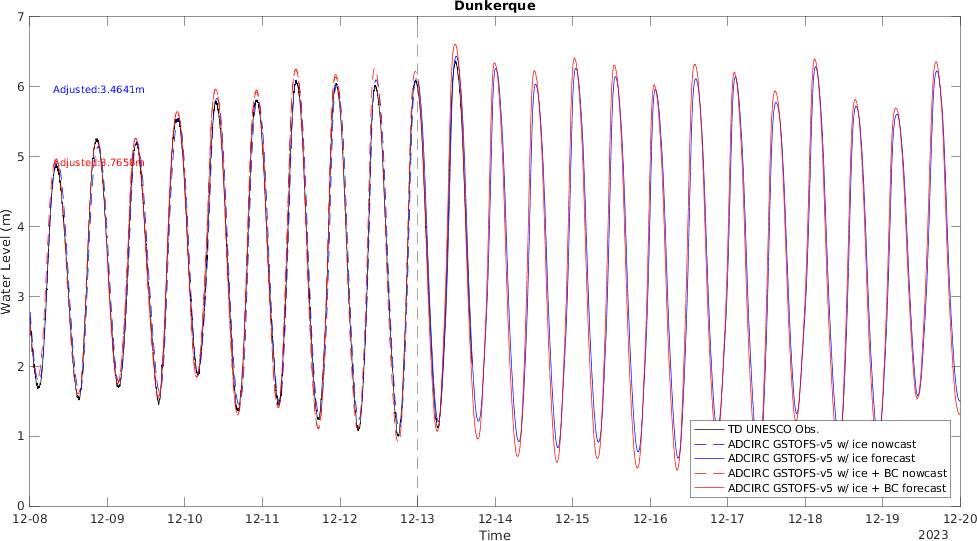 Dunkerque
7
6
5
4
3
2
1
0
Water Level (m)
Adjusted:3.4641m
Adjusted:3.7658m
TD UNESCO Obs.
ADCIRC GSTOFS-v5 w/ ice nowcast
ADCIRC GSTOFS-v5 w/ ice forecast
ADCIRC GSTOFS-v5 w/ ice + BC nowcast
ADCIRC GSTOFS-v5 w/ ice + BC forecast
12-08 12-09 12-10 12-11 12-12 12-13 12-14 12-15 12-16 12-17 12-18 12-19 12-20
Time
2023